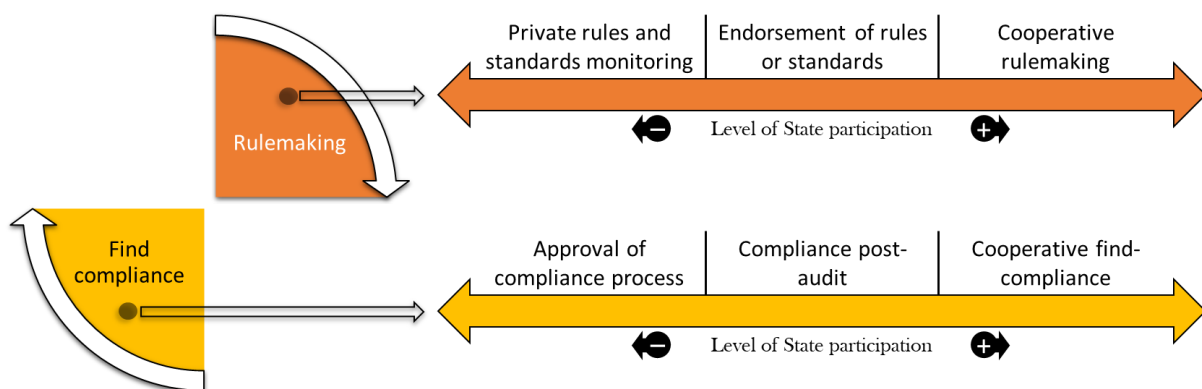 Private rules and
standards monitoring
Endorsement of rules
or standards
Cooperative
rulemaking
Rulemaking
− Level of State participation +
Find
compliance
Approval of
compliance process
Compliance post-
audit
Cooperative find-
compliance
− Level of State participation +